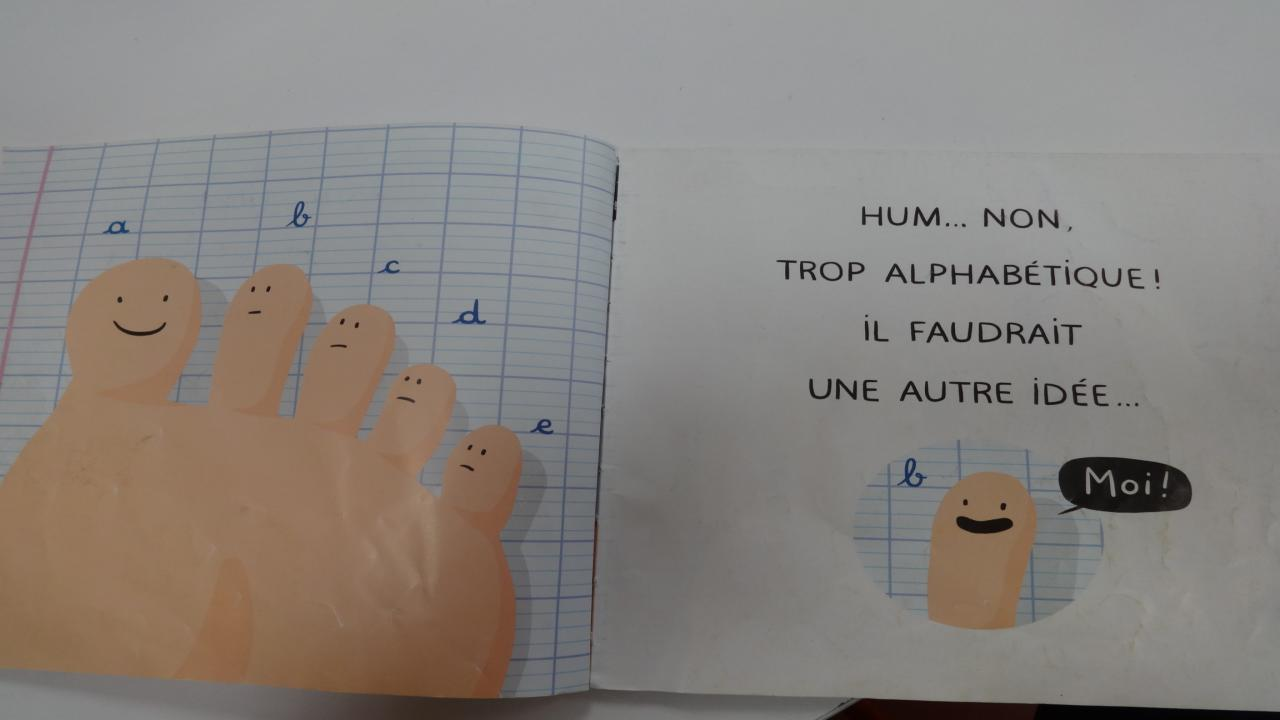 a
b
c
d
e
HUM... NON,
TROP ALPHABÉTIQUE !
IL FAUDRAIT
UNE AUTRE IDÉE...
b
Moi!